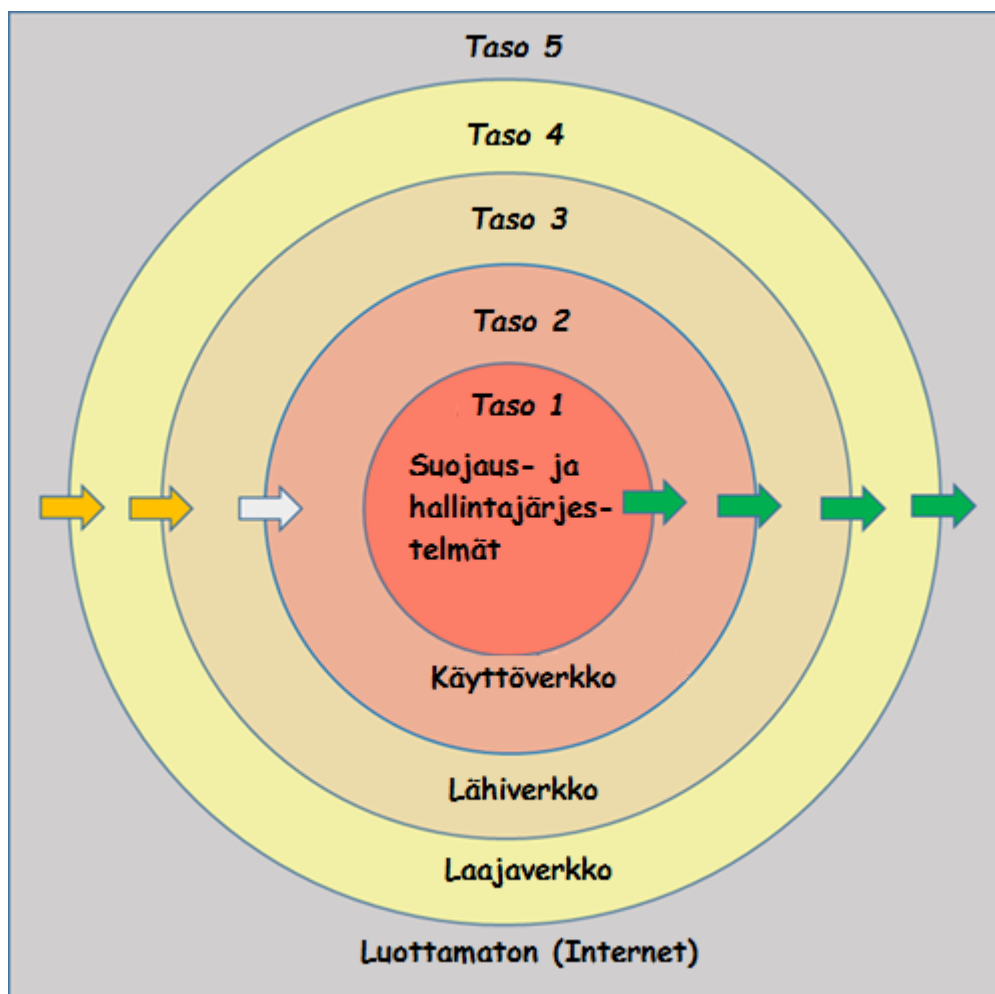 Taso 5
Taso 4
Taso 3
Taso 2
Taso 1
Suojaus- ja
hallintajärjes-
telmät
Käyttöverkko
Lähiverkko
Laajaverkko
Luottamaton (Internet)